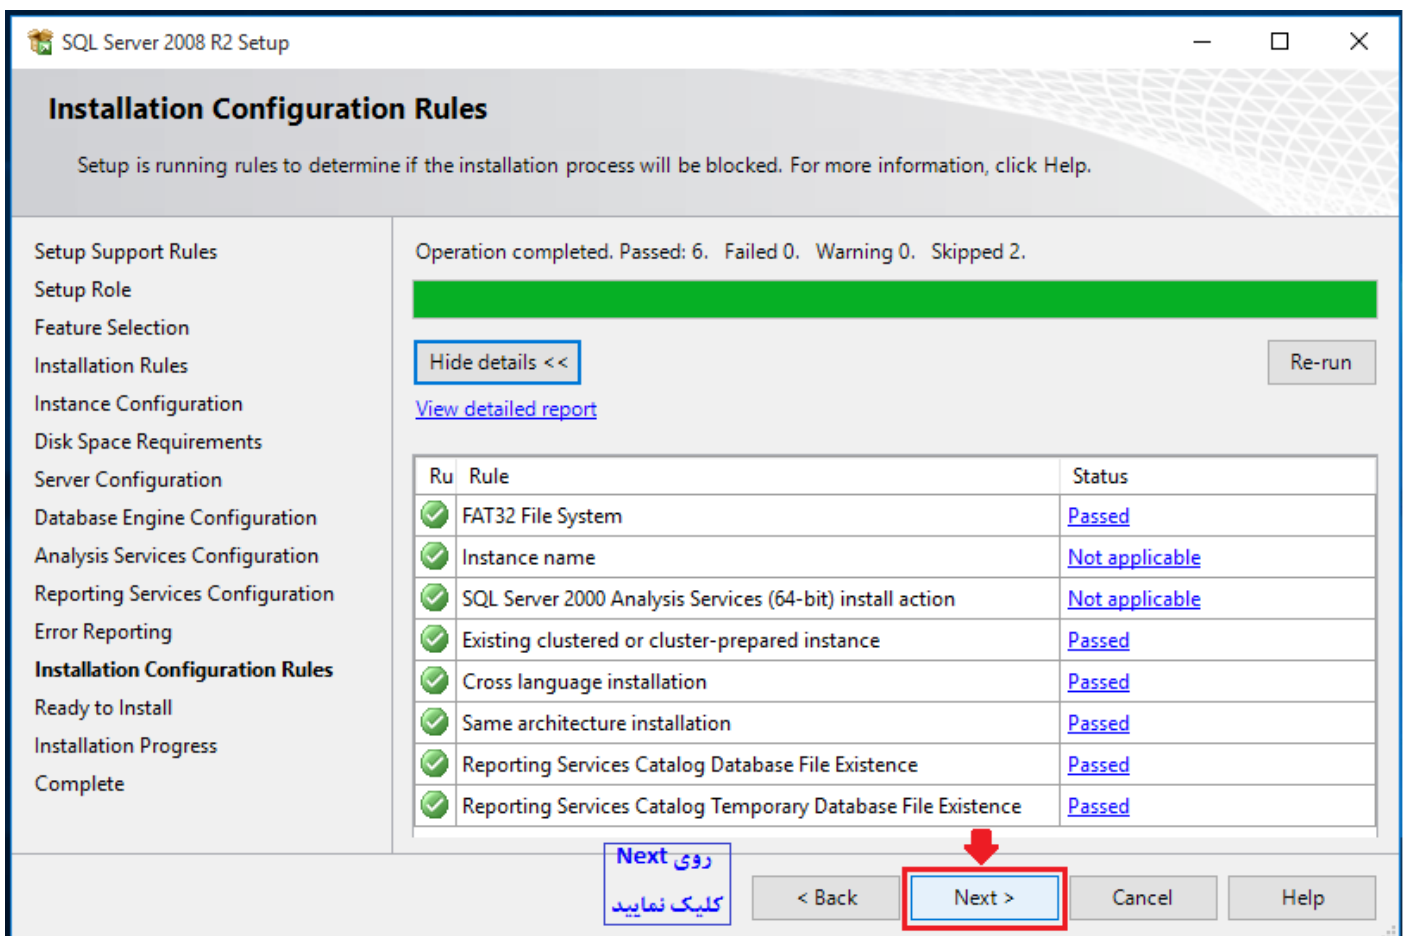 SQL Server 2008 R2 Setup
Installation Configuration Rules
Setup is running rules to determine if the installation process will be blocked. For more information, click Help.
Setup Support Rules
Setup Role
Feature Selection
Installation Rules
Instance Configuration
Disk Space Requirements
Server Configuration
Database Engine Configuration
Analysis Services Configuration
Reporting Services Configuration
Error Reporting
Installation Configuration Rules
Ready to Install
Installation Progress
Complete
Operation completed. Passed: 6. Failed 0. Warning 0. Skipped 2.
Hide details << Re-run
View detailed report
Ru Rule Status
FAT32 File System Passed
Instance name Not applicable
SQL Server 2000 Analysis Services (64-bit) install action Not applicable
Existing clustered or cluster-prepared instance Passed
Cross language installation Passed
Same architecture installation Passed
Reporting Services Catalog Database File Existence Passed
Reporting Services Catalog Temporary Database File Existence Passed
روی Next
کلیک نمایید
< Back Next > Cancel Help